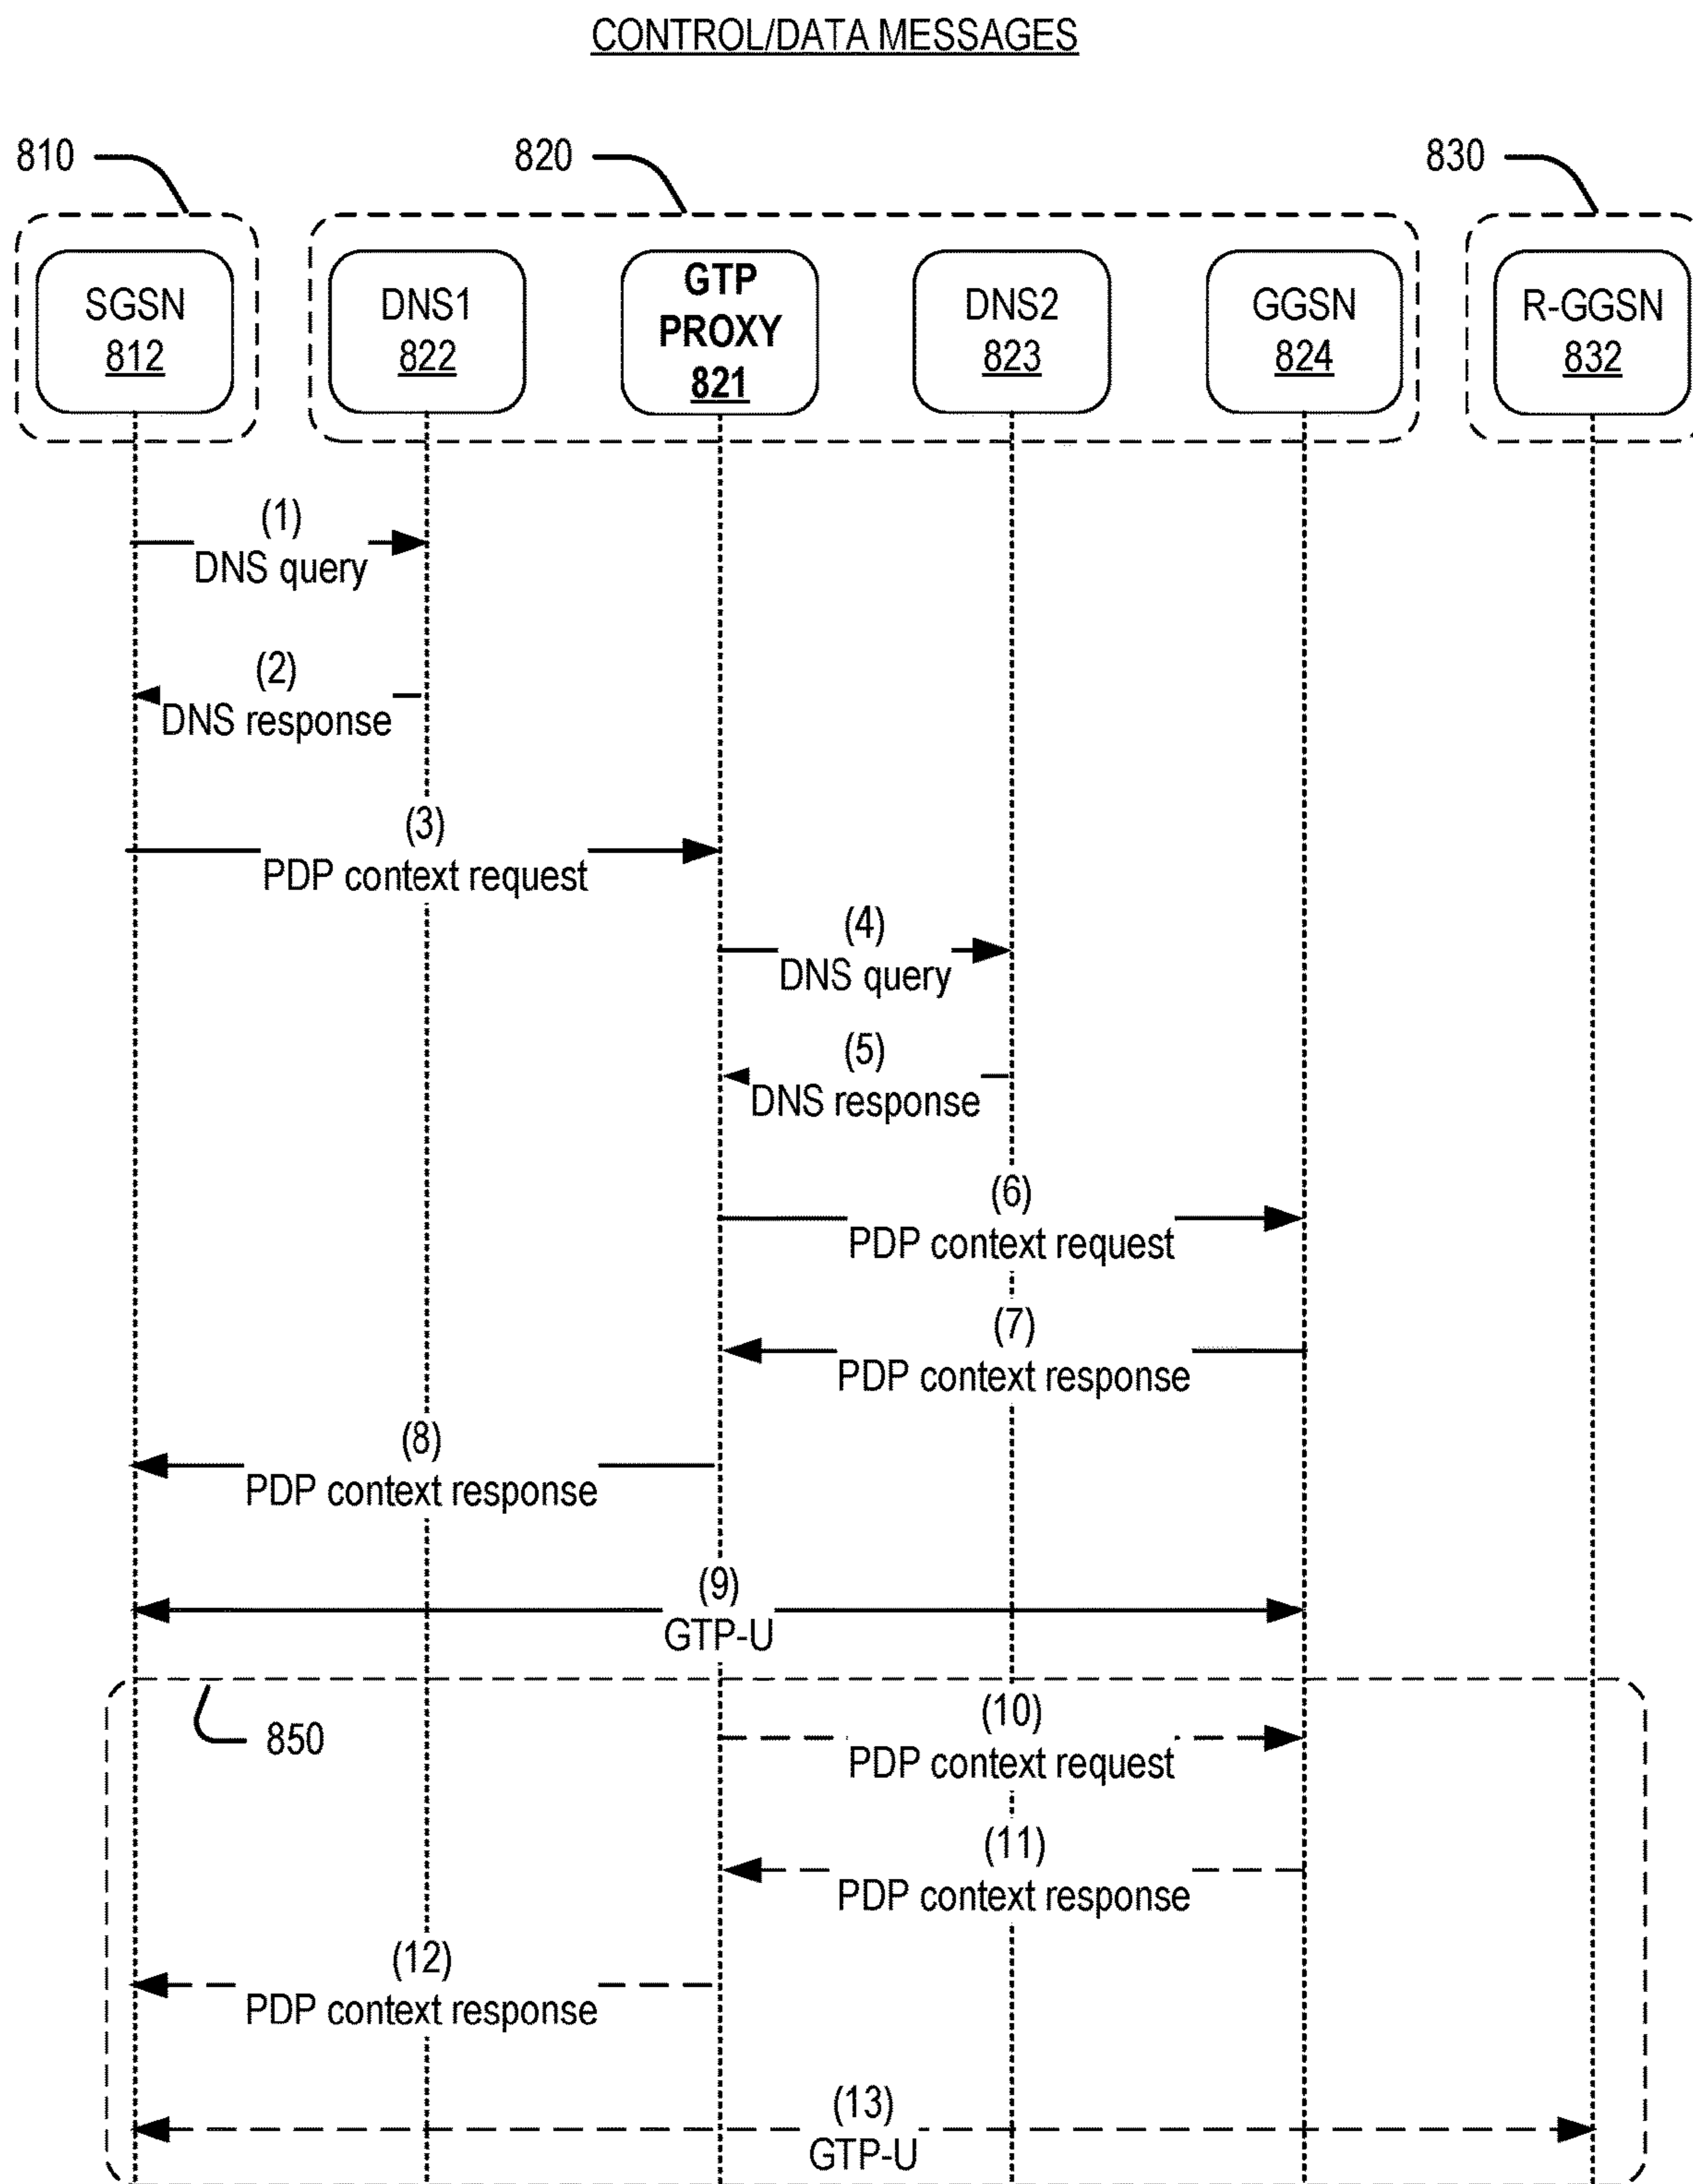 CONTROL/DATA MESSAGES
810
820
830
SGSN
812
DNS1
822
GTP
PROXY
821
DNS2
823
GGSN
824
R-GGSN
832
(1)
DNS query
(2)
DNS response
(3)
PDP context request
(4)
DNS query
(5)
DNS response
(6)
PDP context request
(7)
PDP context response
(8)
PDP context response
(9)
GTP-U
850
(10)
PDP context request
(11)
PDP context response
(12)
PDP context response
(13)
GTP-U